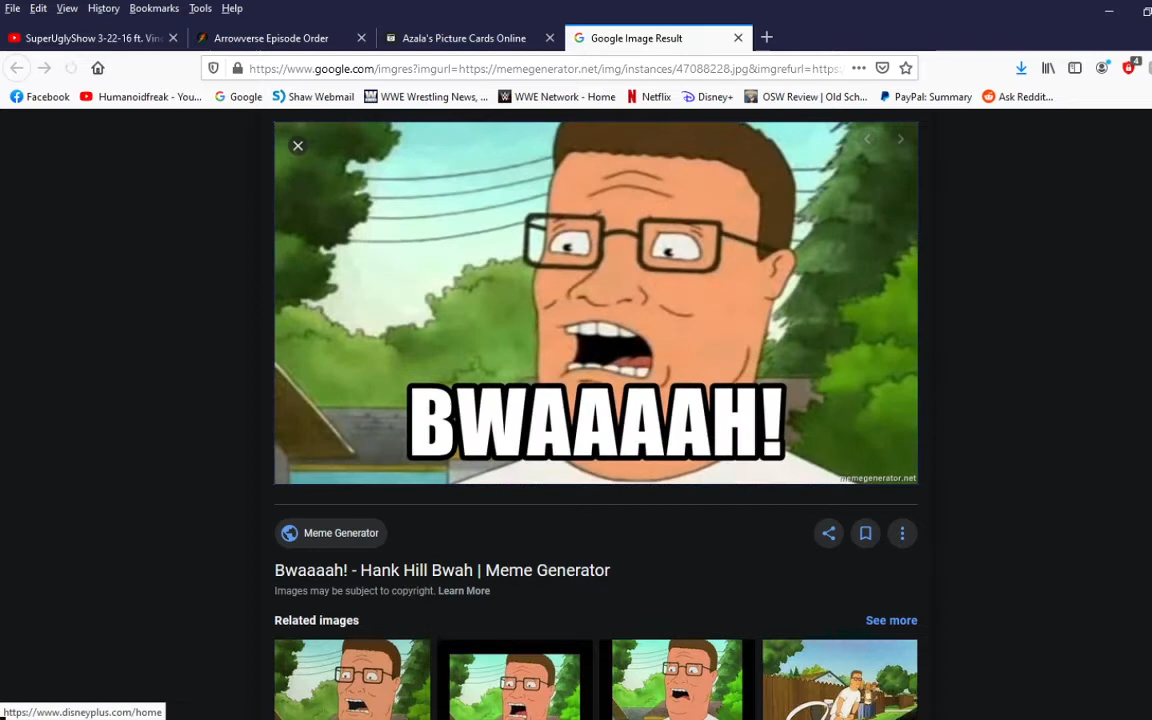 File Edit View History Bookmarks Tools Help
SuperUglyShow 3-22-16 ft. Vinc
Arrowverse Episode Order
Azala's Picture Cards Online
Google Image Result
https://www.google.com/imgres?imgurl=https://memegenerator.net/img/instances/47088228.jpg&imgrefurl=https:
4
Facebook Humanoidfreak - You... Google Shaw Webmail WWE Wrestling News, ... WWE Network - Home Netflix Disney+ OSW Review | Old Sch... PayPal: Summary Ask Reddit...
BWAAAAH!
memegenerator.net
Meme Generator
Bwaaaah! - Hank Hill Bwah | Meme Generator
Images may be subject to copyright. Learn More
Related images See more
https://www.disneyplus.com/home